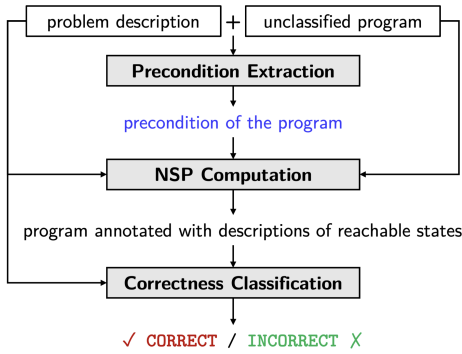 problem description + unclassified program
Precondition Extraction
precondition of the program
NSP Computation
program annotated with descriptions of reachable states
Correctness Classification
✓ CORRECT / INCORRECT ✗